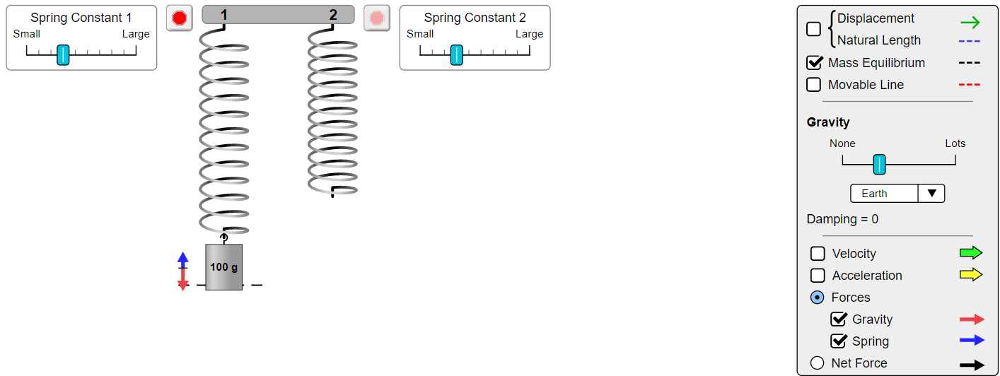 Spring Constant 1
Small Large
1 2
Spring Constant 2
Small Large
100 g
Displacement
Natural Length
Mass Equilibrium
Movable Line
Gravity
None Lots
Earth
Damping = 0
Velocity
Acceleration
Forces
Gravity
Spring
Net Force